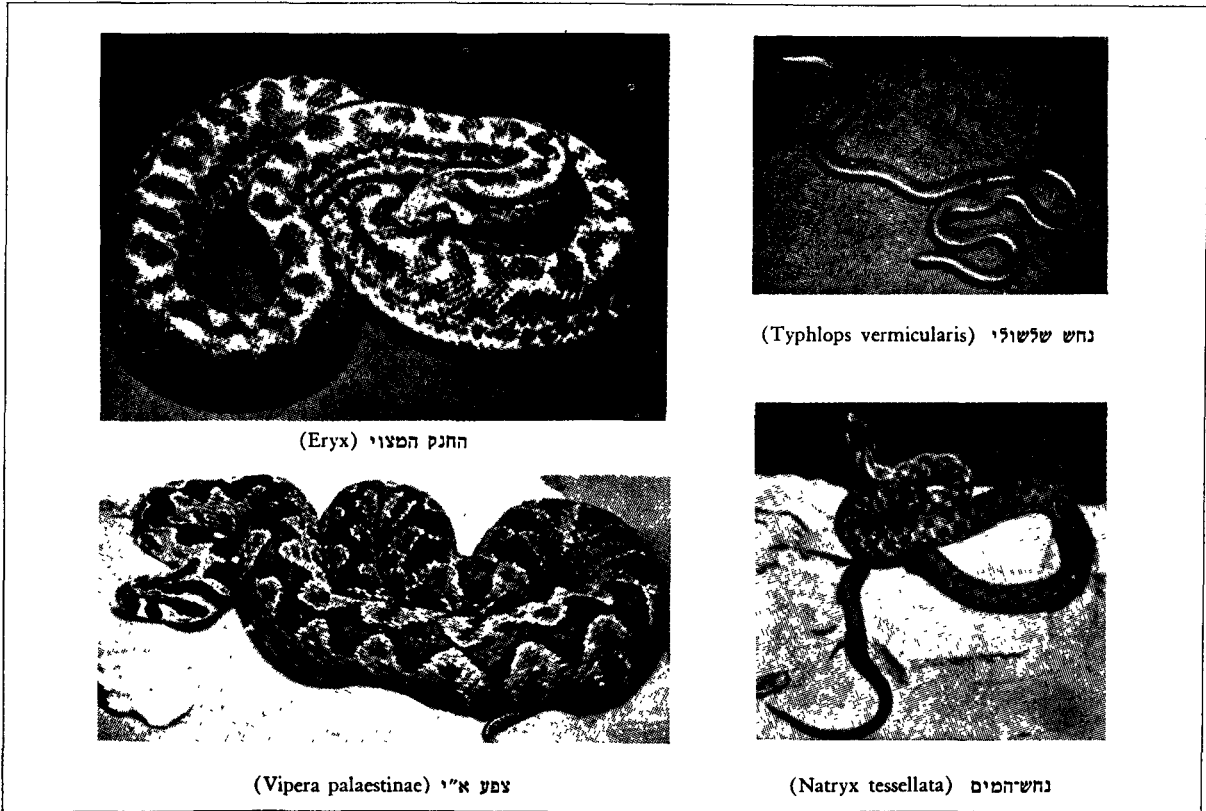 נחש שלשולי (Typhlops vermicularis)
החנק המצוי (Eryx)
צפע א״י (Vipera palaestinae)
נחש־המים (Natryx tessellata)